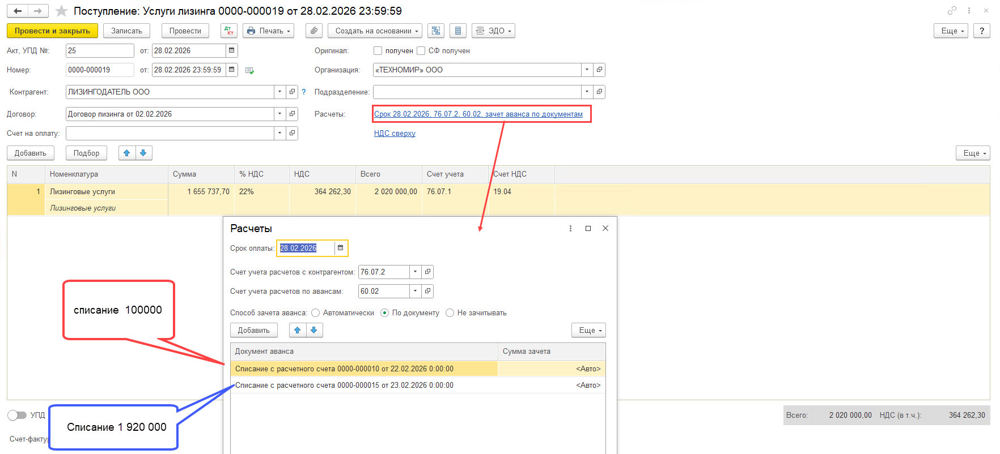 Поступление: Услуги лизинга 0000-000019 от 28.02.2026 23:59:59
Провести и закрыть Записать Провести Дт Кт Печать Создать на основании ЭДО Еще ?
Акт, УПД №: 25 от: 28.02.2026 Оригинал: получен СФ получен
Номер: 0000-000019 от: 28.02.2026 23:59:59 Организация: «ТЕХНОМИР» ООО
Контрагент: ЛИЗИНГОДАТЕЛЬ ООО ? Подразделение:
Договор: Договор лизинга от 02.02.2026 Расчеты: Срок 28.02.2026, 76.07.2, 60.02, зачет аванса по документам
Счет на оплату: НДС сверху
Добавить Подбор Еще
N Номенклатура Сумма % НДС НДС Всего Счет учета Счет НДС
1 Лизинговые услуги 1 655 737,70 22% 364 262,30 2 020 000,00 76.07.1 19.04
Лизинговые услуги
Расчеты
Срок оплаты: 28.02.2026
Счет учета расчетов с контрагентом: 76.07.2
Счет учета расчетов по авансам: 60.02
Способ зачета аванса: Автоматически По документу Не зачитывать
Добавить Еще
Документ аванса Сумма зачета
Списание с расчетного счета 0000-000010 от 22.02.2026 0:00:00 <Авто>
Списание с расчетного счета 0000-000015 от 23.02.2026 0:00:00 <Авто>
списание 100000
Списание 1 920 000
УПД Всего: 2 020 000,00 НДС (в т.ч.): 364 262,30
Счет-факту